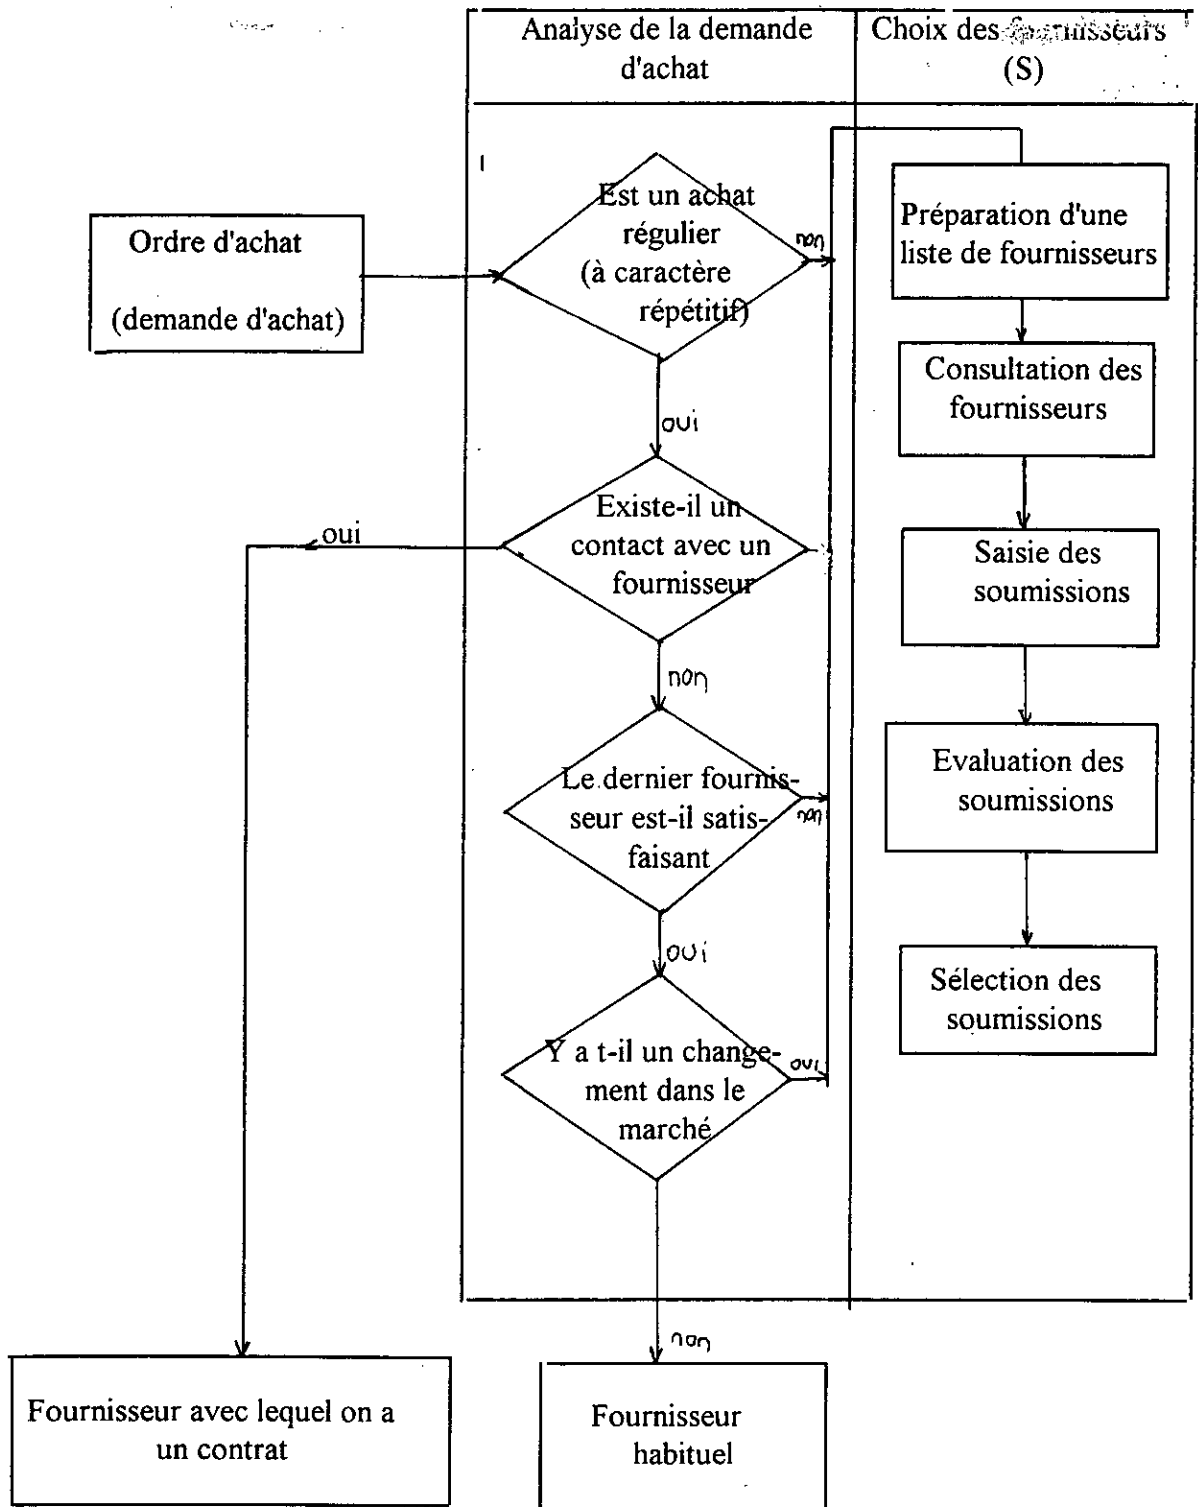 Analyse de la demande
d'achat
Choix des fournisseurs
(S)
Ordre d'achat
(demande d'achat)
Est un achat
régulier
(à caractère
répétitif)
non
oui
Existe-il un
contact avec un
fournisseur
oui
non
Le dernier fournis-
seur est-il satis-
faisant
non
oui
Y a t-il un change-
ment dans le
marché
oui
non
Préparation d'une
liste de fournisseurs
Consultation des
fournisseurs
Saisie des
soumissions
Evaluation des
soumissions
Sélection des
soumissions
Fournisseur avec lequel on a
un contrat
Fournisseur
habituel